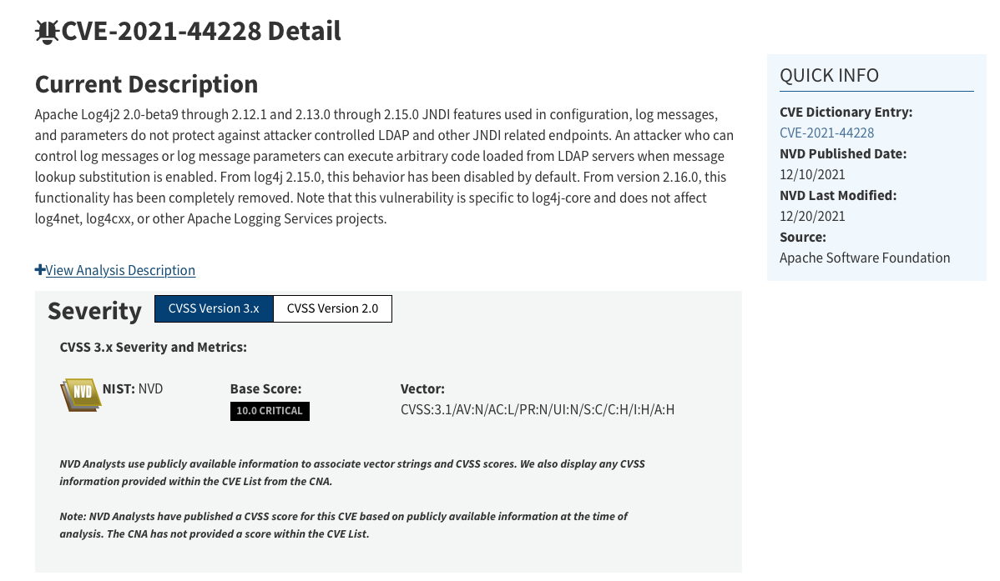 CVE-2021-44228 Detail
Current Description
Apache Log4j2 2.0-beta9 through 2.12.1 and 2.13.0 through 2.15.0 JNDI features used in configuration, log messages,
and parameters do not protect against attacker controlled LDAP and other JNDI related endpoints. An attacker who can
control log messages or log message parameters can execute arbitrary code loaded from LDAP servers when message
lookup substitution is enabled. From log4j 2.15.0, this behavior has been disabled by default. From version 2.16.0, this
functionality has been completely removed. Note that this vulnerability is specific to log4j-core and does not affect
log4net, log4cxx, or other Apache Logging Services projects.
View Analysis Description
QUICK INFO
CVE Dictionary Entry:
CVE-2021-44228
NVD Published Date:
12/10/2021
NVD Last Modified:
12/20/2021
Source:
Apache Software Foundation
Severity CVSS Version 3.x CVSS Version 2.0
CVSS 3.x Severity and Metrics:
NVD NIST: NVD
Base Score:
10.0 CRITICAL
Vector:
CVSS:3.1/AV:N/AC:L/PR:N/UI:N/S:C/C:H/I:H/A:H
NVD Analysts use publicly available information to associate vector strings and CVSS scores. We also display any CVSS
information provided within the CVE List from the CNA.
Note: NVD Analysts have published a CVSS score for this CVE based on publicly available information at the time of
analysis. The CNA has not provided a score within the CVE List.